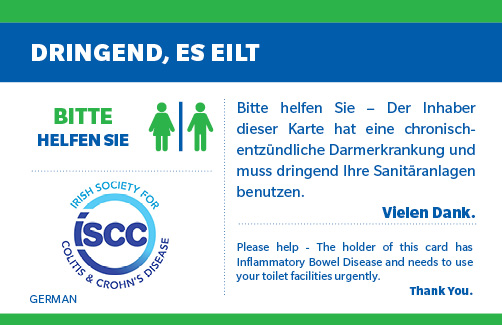 DRINGEND, ES EILT
BITTE
HELFEN SIE
IRISH SOCIETY FOR
iscc
COLITIS & CROHN'S DISEASE
GERMAN
Bitte helfen Sie – Der Inhaber
dieser Karte hat eine chronisch-
entzündliche Darmerkrankung und
muss dringend Ihre Sanitäranlagen
benutzen.
Vielen Dank.
Please help - The holder of this card has
Inflammatory Bowel Disease and needs to use
your toilet facilities urgently.
Thank You.